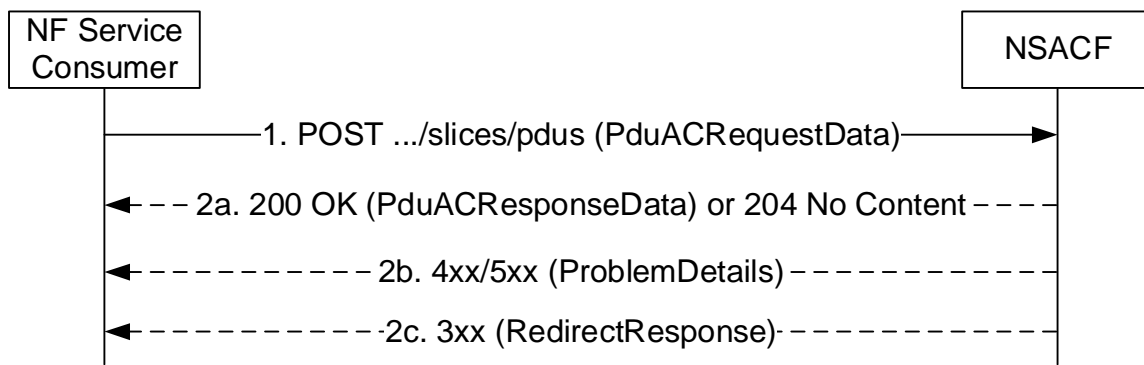 NF Service
Consumer
NSACF
1. POST .../slices/pdus (PduACRequestData)
2a. 200 OK (PduACResponseData) or 204 No Content
2b. 4xx/5xx (ProblemDetails)
2c. 3xx (RedirectResponse)